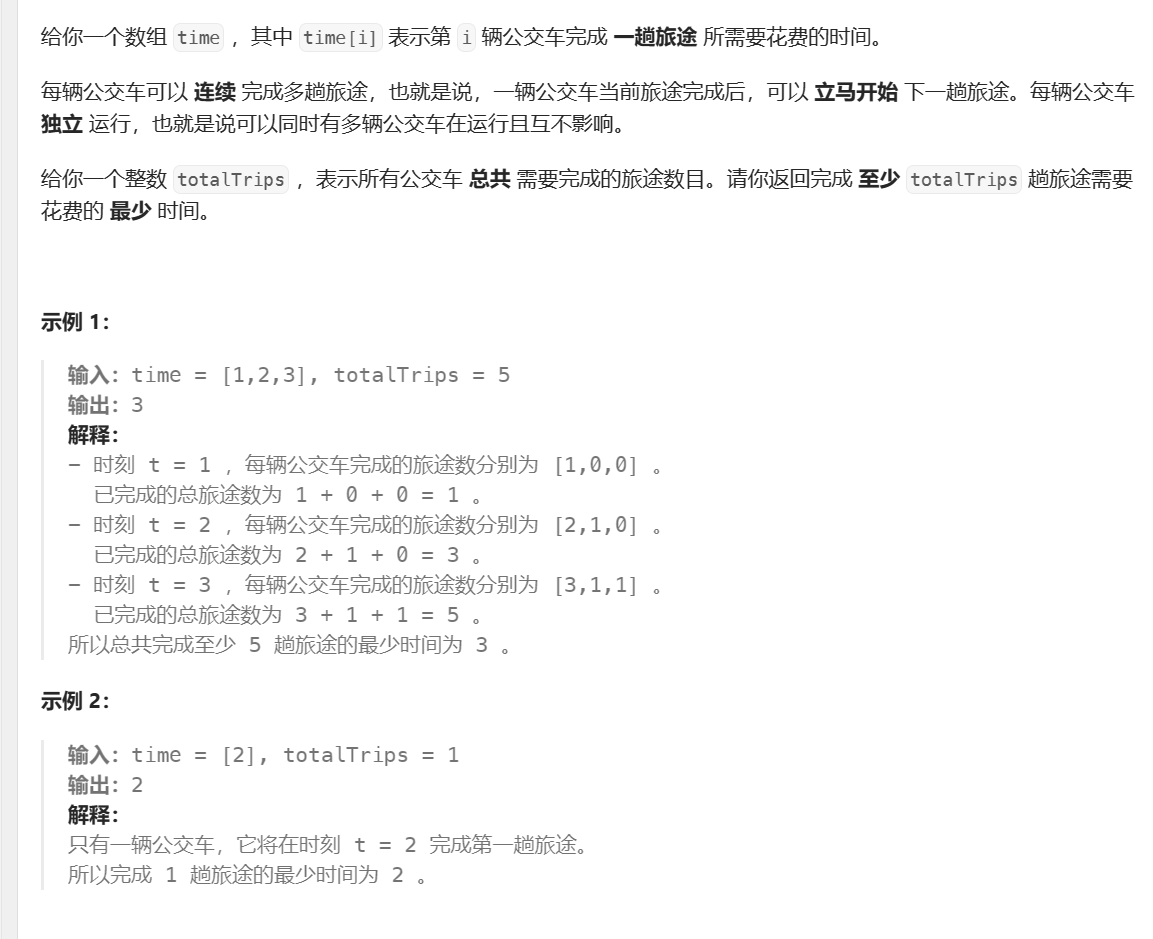 给你一个数组 time ，其中 time[i] 表示第 i 辆公交车完成 一趟旅途 所需要花费的时间。
每辆公交车可以 连续 完成多趟旅途，也就是说，一辆公交车当前旅途完成后，可以 立马开始 下一趟旅途。每辆公交车
独立 运行，也就是说可以同时有多辆公交车在运行且互不影响。
给你一个整数 totalTrips ，表示所有公交车 总共 需要完成的旅途数目。请你返回完成 至少 totalTrips 趟旅途需要
花费的 最少 时间。
示例 1：
输入：time = [1,2,3], totalTrips = 5
输出：3
解释：
- 时刻 t = 1 ，每辆公交车完成的旅途数分别为 [1,0,0] 。
已完成的总旅途数为 1 + 0 + 0 = 1 。
- 时刻 t = 2 ，每辆公交车完成的旅途数分别为 [2,1,0] 。
已完成的总旅途数为 2 + 1 + 0 = 3 。
- 时刻 t = 3 ，每辆公交车完成的旅途数分别为 [3,1,1] 。
已完成的总旅途数为 3 + 1 + 1 = 5 。
所以总共完成至少 5 趟旅途的最少时间为 3 。
示例 2：
输入：time = [2], totalTrips = 1
输出：2
解释：
只有一辆公交车，它将在时刻 t = 2 完成第一趟旅途。
所以完成 1 趟旅途的最少时间为 2 。